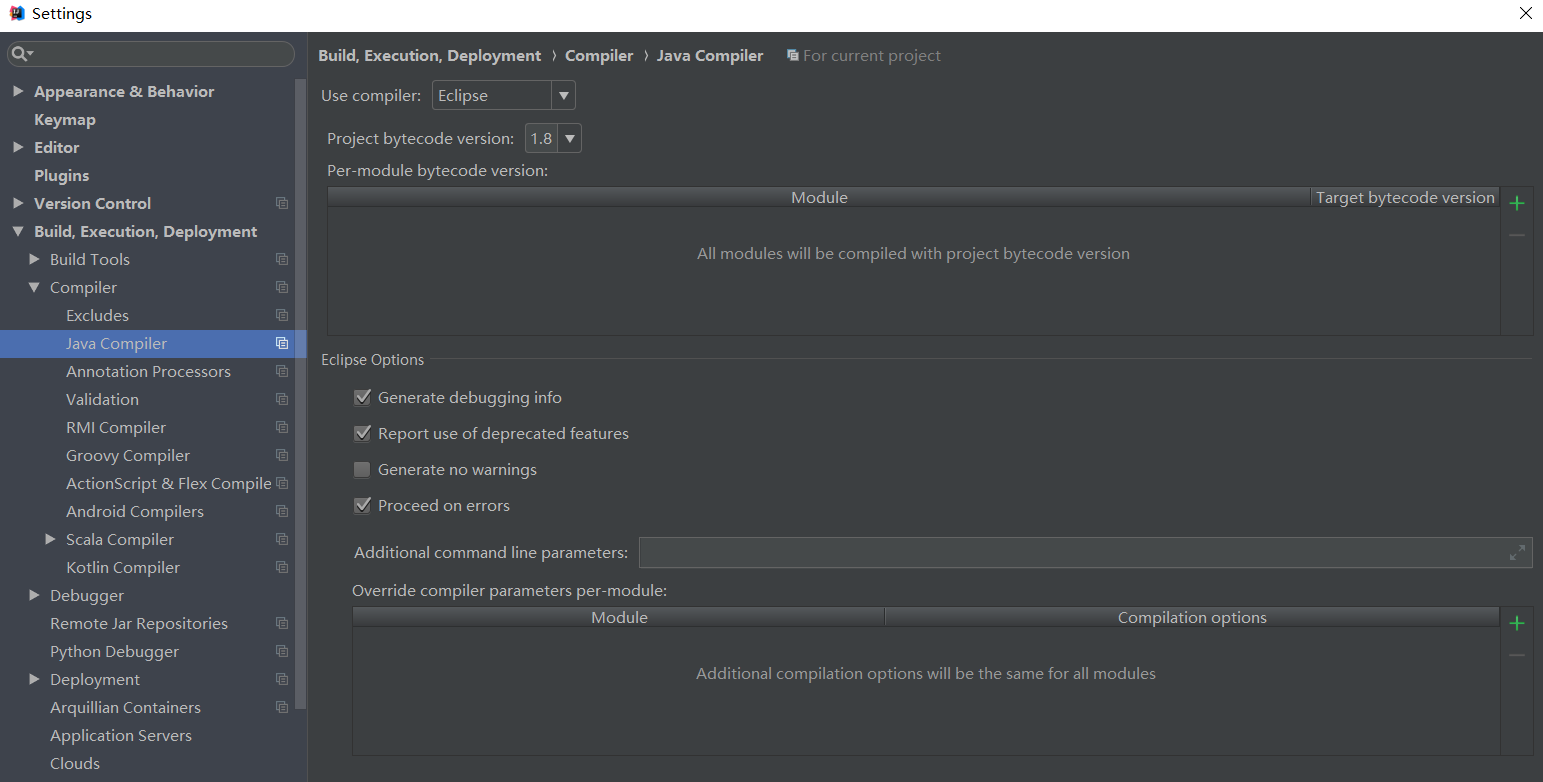 Settings
Appearance & Behavior
Keymap
Editor
Plugins
Version Control
Build, Execution, Deployment
Build Tools
Compiler
Excludes
Java Compiler
Annotation Processors
Validation
RMI Compiler
Groovy Compiler
ActionScript & Flex Compile
Android Compilers
Scala Compiler
Kotlin Compiler
Debugger
Remote Jar Repositories
Python Debugger
Deployment
Arquillian Containers
Application Servers
Clouds
Build, Execution, Deployment › Compiler › Java Compiler For current project
Use compiler: Eclipse
Project bytecode version: 1.8
Per-module bytecode version:
Module Target bytecode version
All modules will be compiled with project bytecode version
Eclipse Options
Generate debugging info
Report use of deprecated features
Generate no warnings
Proceed on errors
Additional command line parameters:
Override compiler parameters per-module:
Module Compilation options
Additional compilation options will be the same for all modules